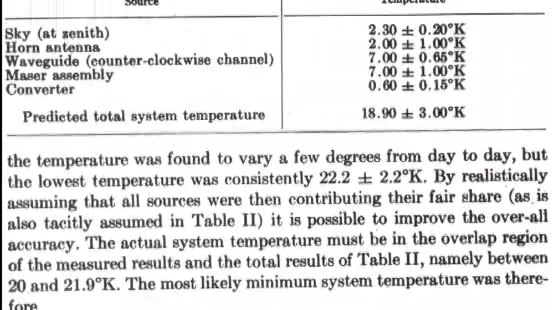 Source Temperature
Sky (at zenith) 2.30 ± 0.20°K
Horn antenna 2.00 ± 1.00°K
Waveguide (counter-clockwise channel) 7.00 ± 0.65°K
Maser assembly 7.00 ± 1.00°K
Converter 0.60 ± 0.15°K
Predicted total system temperature 18.90 ± 3.00°K
the temperature was found to vary a few degrees from day to day, but
the lowest temperature was consistently 22.2 ± 2.2°K. By realistically
assuming that all sources were then contributing their fair share (as is
also tacitly assumed in Table II) it is possible to improve the over-all
accuracy. The actual system temperature must be in the overlap region
of the measured results and the total results of Table II, namely between
20 and 21.9°K. The most likely minimum system temperature was there-
fore